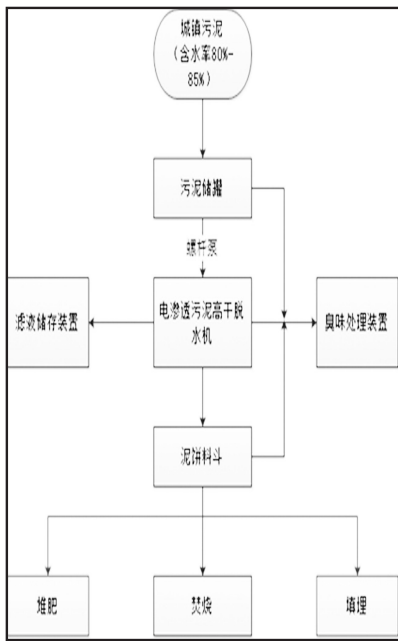 城镇污泥
（含水率80%-
85%）
污泥储罐
螺杆泵
滤液储存装置
电渗透污泥高干脱
水机
臭味处理装置
泥饼料斗
堆肥
焚烧
填埋